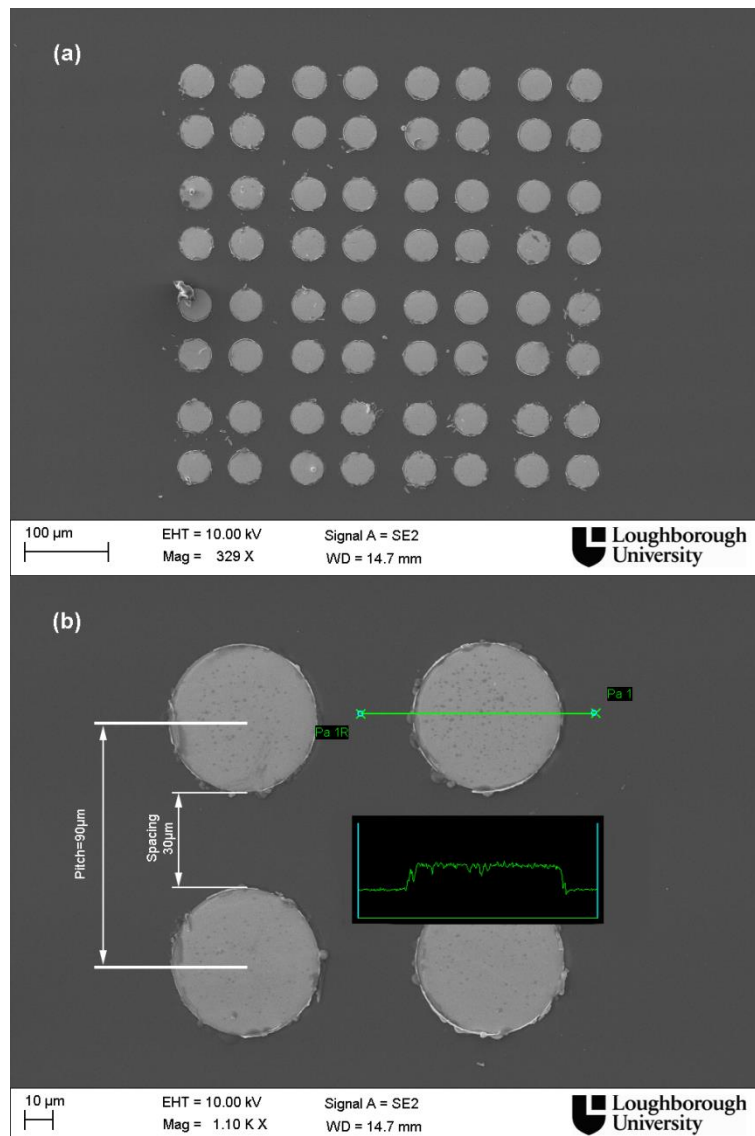 (a)
100 µm
EHT = 10.00 kV
Mag = 329 X
Signal A = SE2
WD = 14.7 mm
Loughborough
University
(b)
Pa 1
Pa 1R
Pitch=90µm
Spacing
30µm
10 µm
EHT = 10.00 kV
Mag = 1.10 K X
Signal A = SE2
WD = 14.7 mm
Loughborough
University